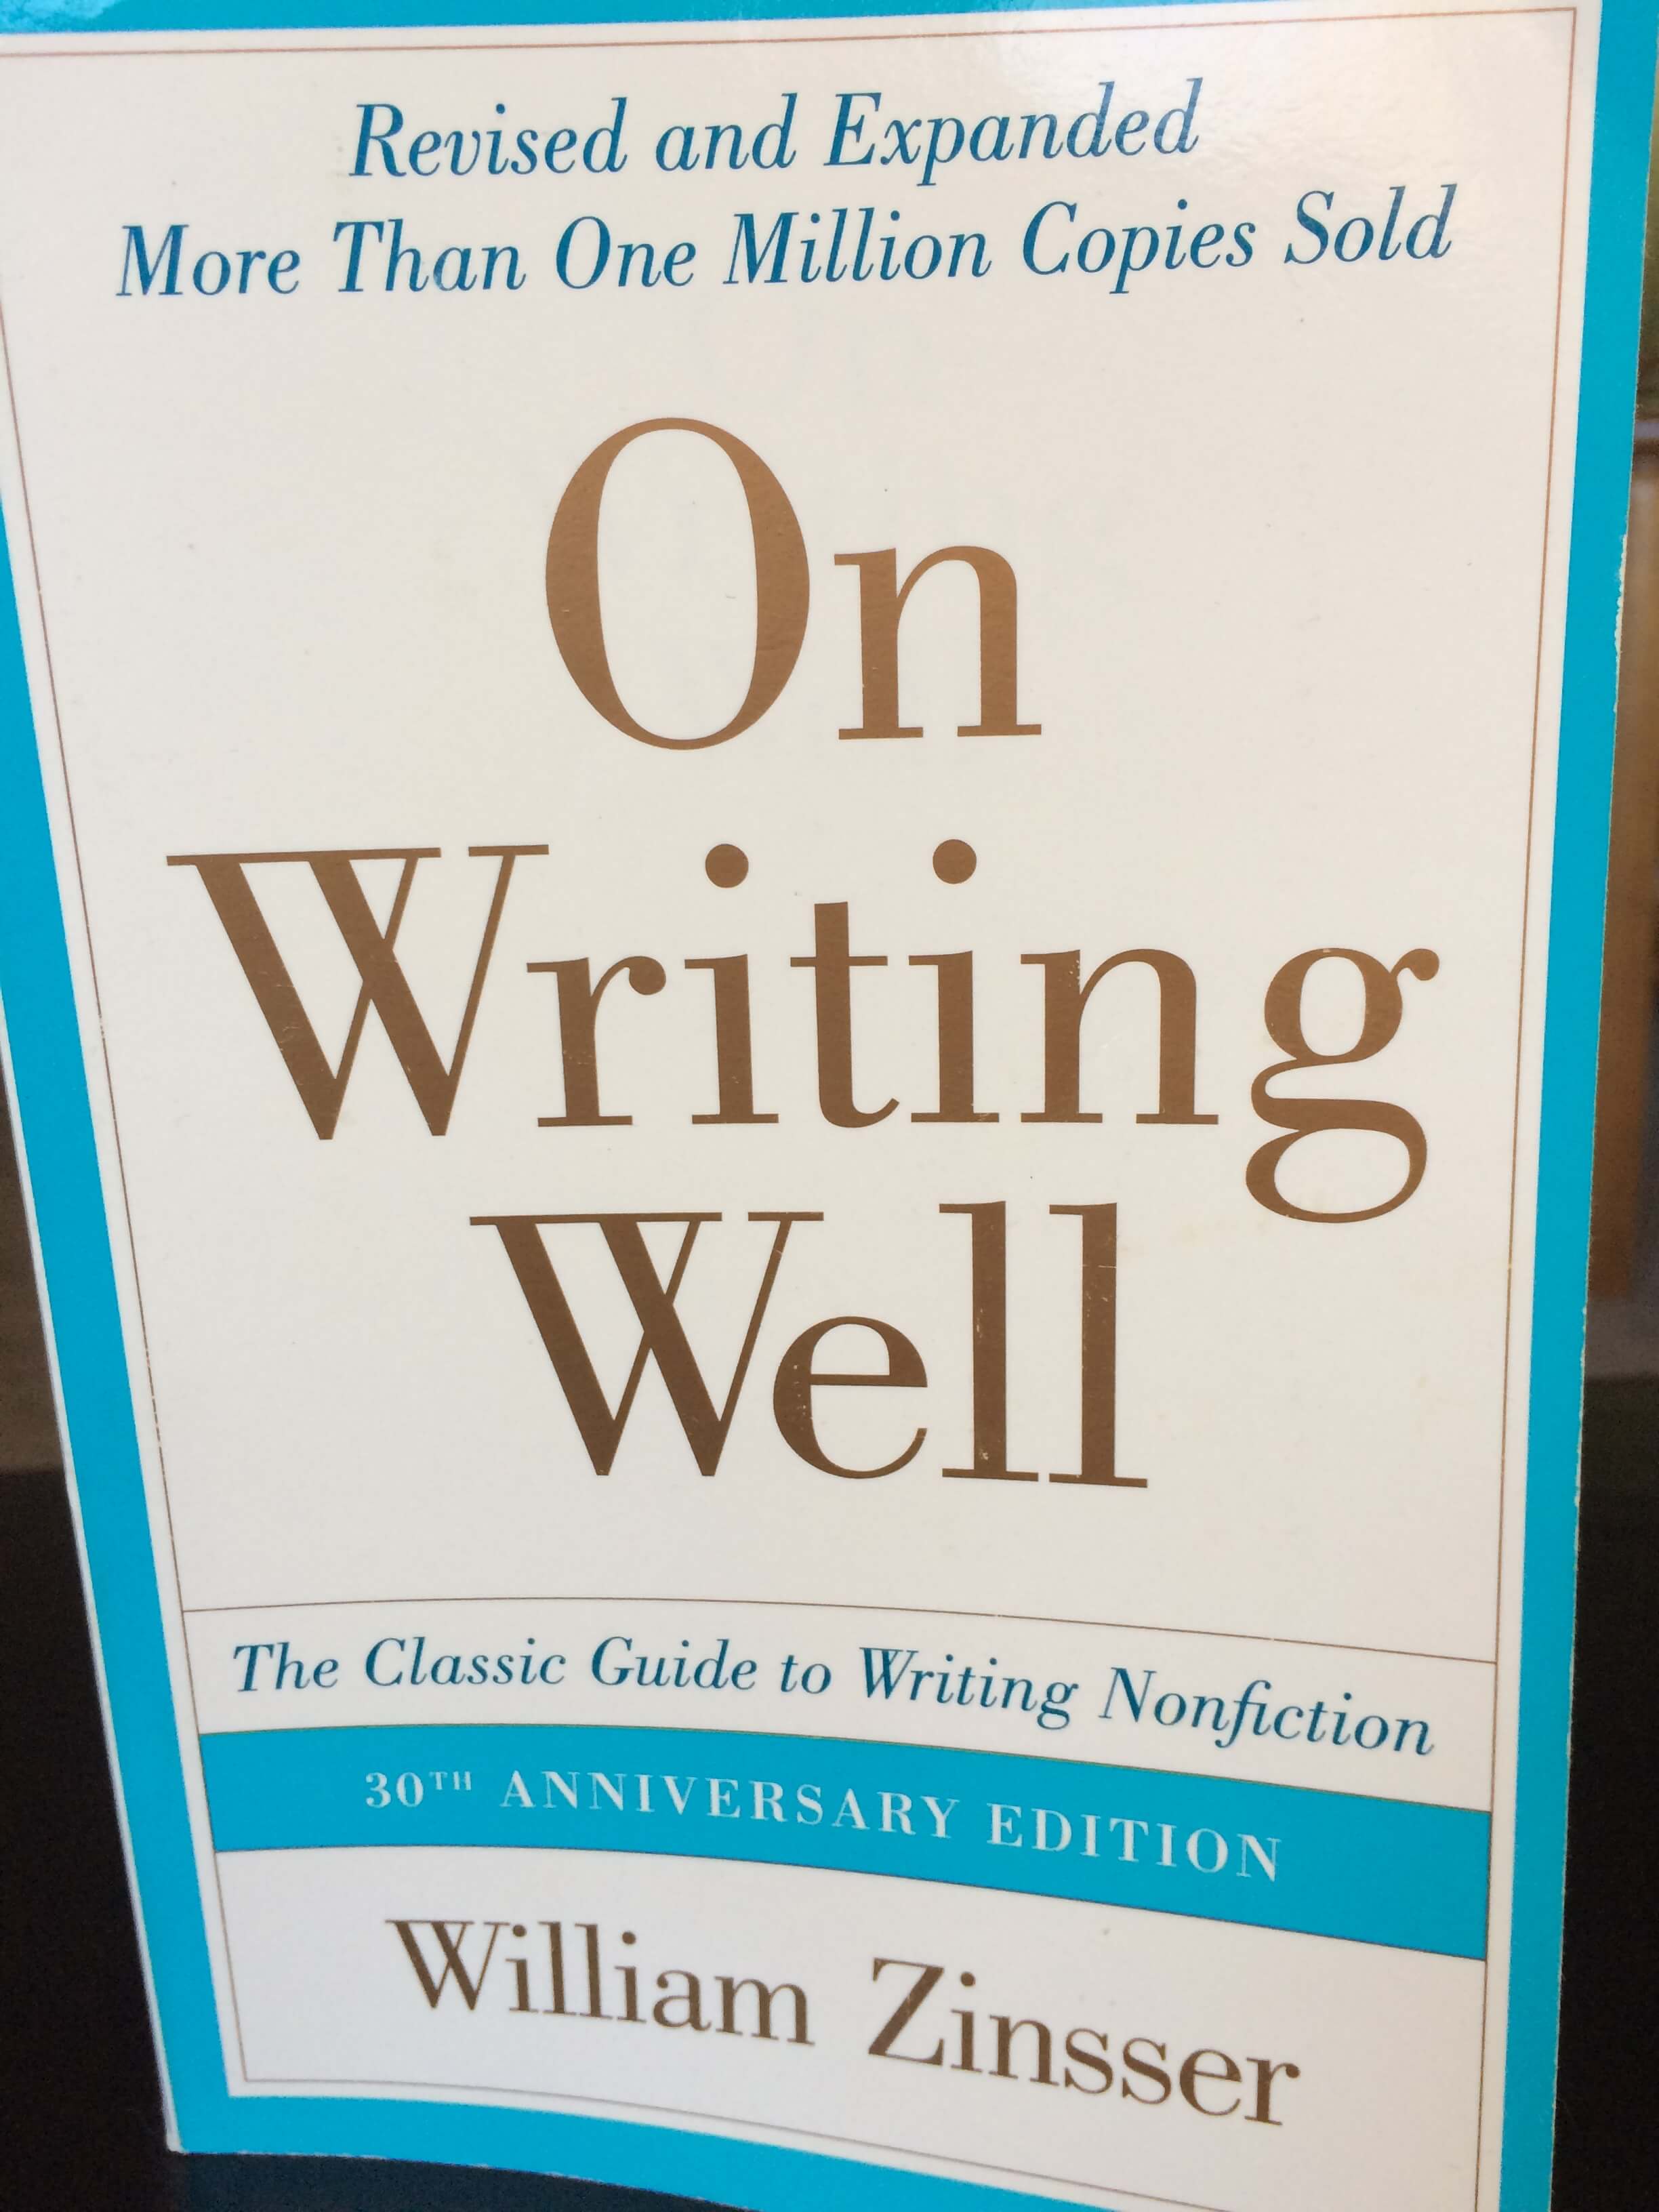 Revised and Expanded
More Than One Million Copies Sold
On
Writing
Well
The Classic Guide to Writing Nonfiction
30TH ANNIVERSARY EDITION
William Zinsser